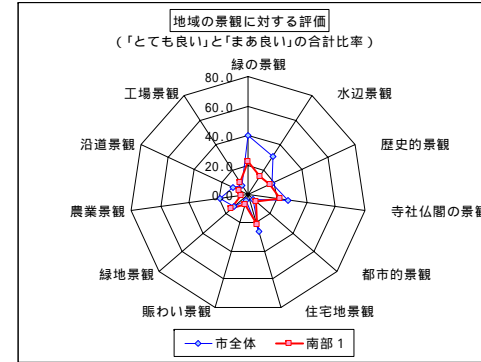 地域の景観に対する評価
(「とても良い」と「まあ良い」の合計比率)
緑の景観
80.0
60.0
40.0
20.0
0.0
水辺景観
歴史的景観
寺社仏閣の景観
都市的景観
住宅地景観
賑わい景観
緑地景観
農業景観
沿道景観
工場景観
市全体
南部1